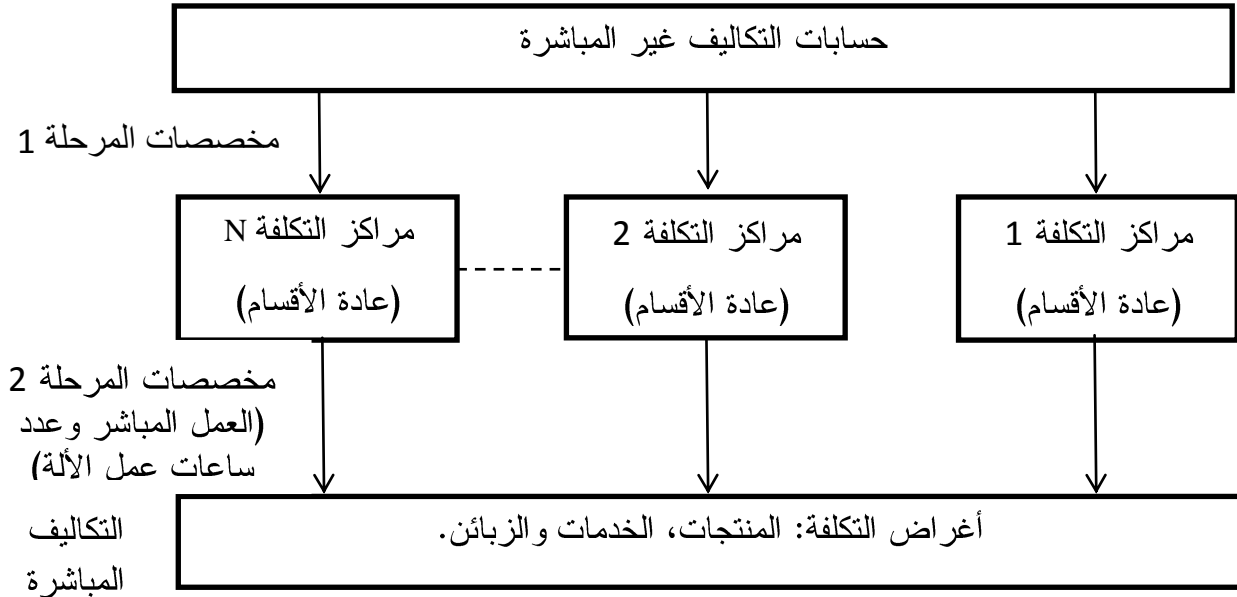 حسابات التكاليف غير المباشرة
مخصصات المرحلة 1
مراكز التكلفة 1
(عادة الأقسام)
مراكز التكلفة 2
(عادة الأقسام)
مراكز التكلفة N
(عادة الأقسام)
مخصصات المرحلة 2
(العمل المباشر وعدد
ساعات عمل الألة)
أغراض التكلفة: المنتجات، الخدمات والزبائن.
التكاليف
المباشرة